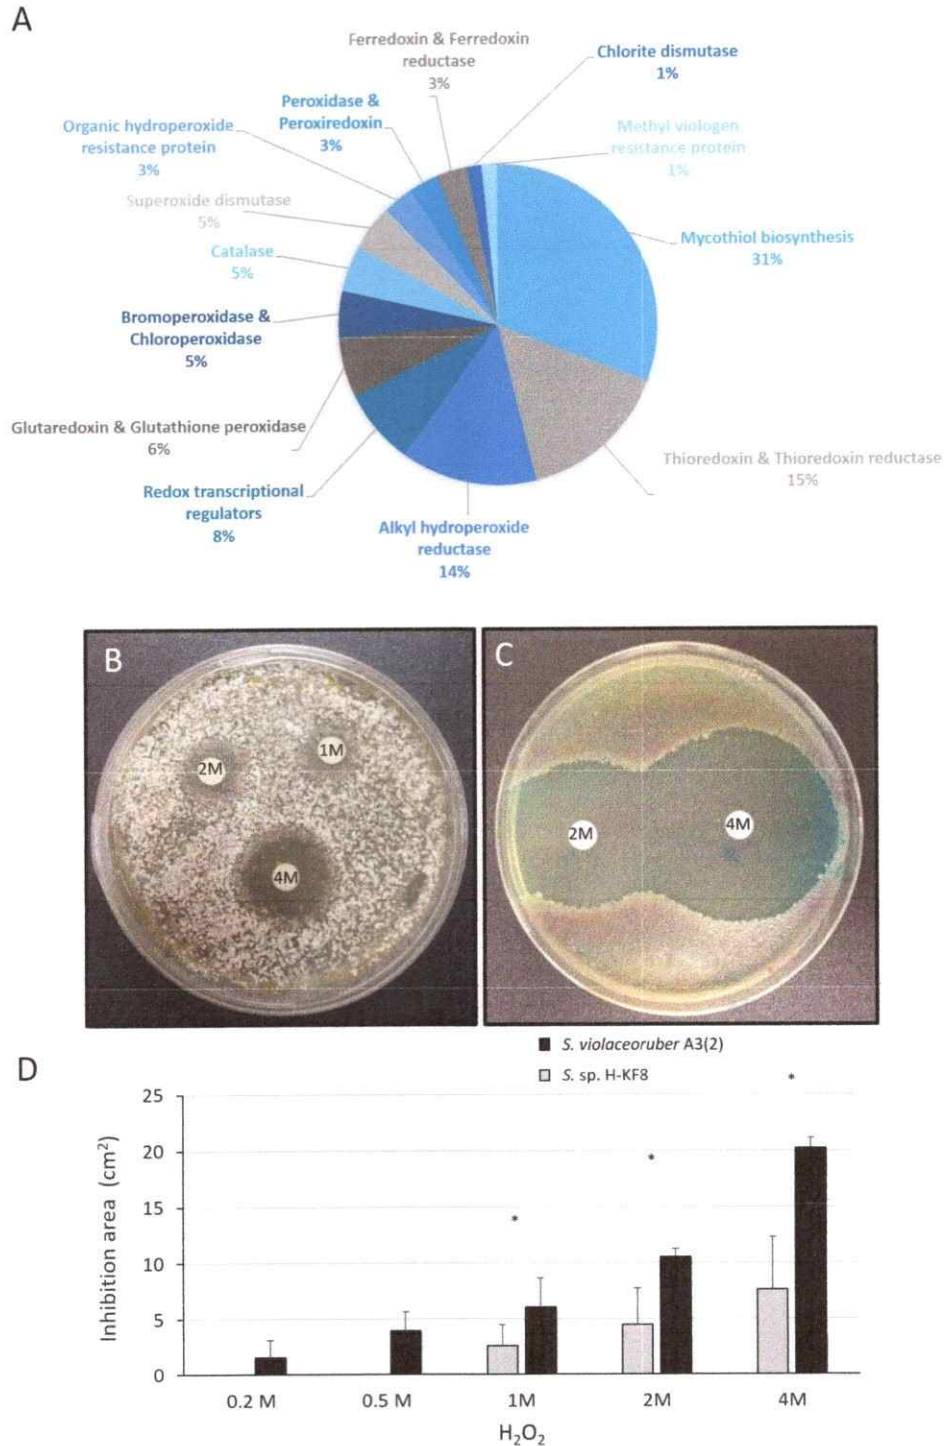 A
Ferredoxin & Ferredoxin
reductase
3%
Chlorite dismutase
1%
Peroxidase &
Peroxiredoxin
3%
Methyl viologen
resistance protein
1%
Organic hydroperoxide
resistance protein
3%
Superoxide dismutase
5%
Mycothiol biosynthesis
31%
Catalase
5%
Bromoperoxidase &
Chloroperoxidase
5%
Glutaredoxin & Glutathione peroxidase
6%
Thioredoxin & Thioredoxin reductase
15%
Redox transcriptional
regulators
8%
Alkyl hydroperoxide
reductase
14%
B
2M
1M
4M
C
2M
4M
D
S. violaceoruber A3(2)
S. sp. H-KF8
*
*
*
Inhibition area (cm²)
25
20
15
10
5
0
0.2 M
0.5 M
1M
2M
4M
H₂O₂